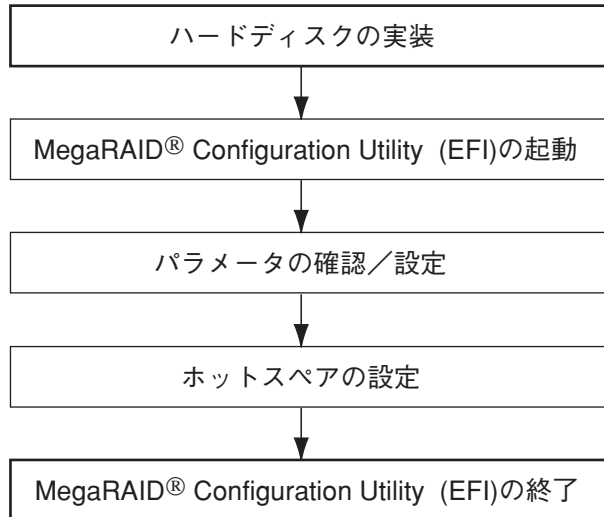 ハードディスクの実装
MegaRAID® Configuration Utility (EFI)の起動
パラメータの確認／設定
ホットスペアの設定
MegaRAID® Configuration Utility (EFI)の終了